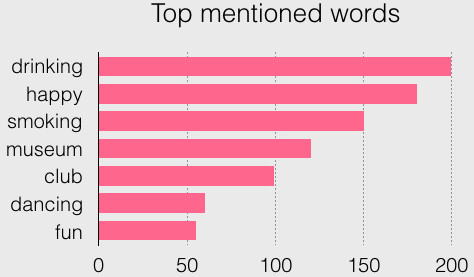 Top mentioned words
drinking
happy
smoking
museum
club
dancing
fun
0 50 100 150 200